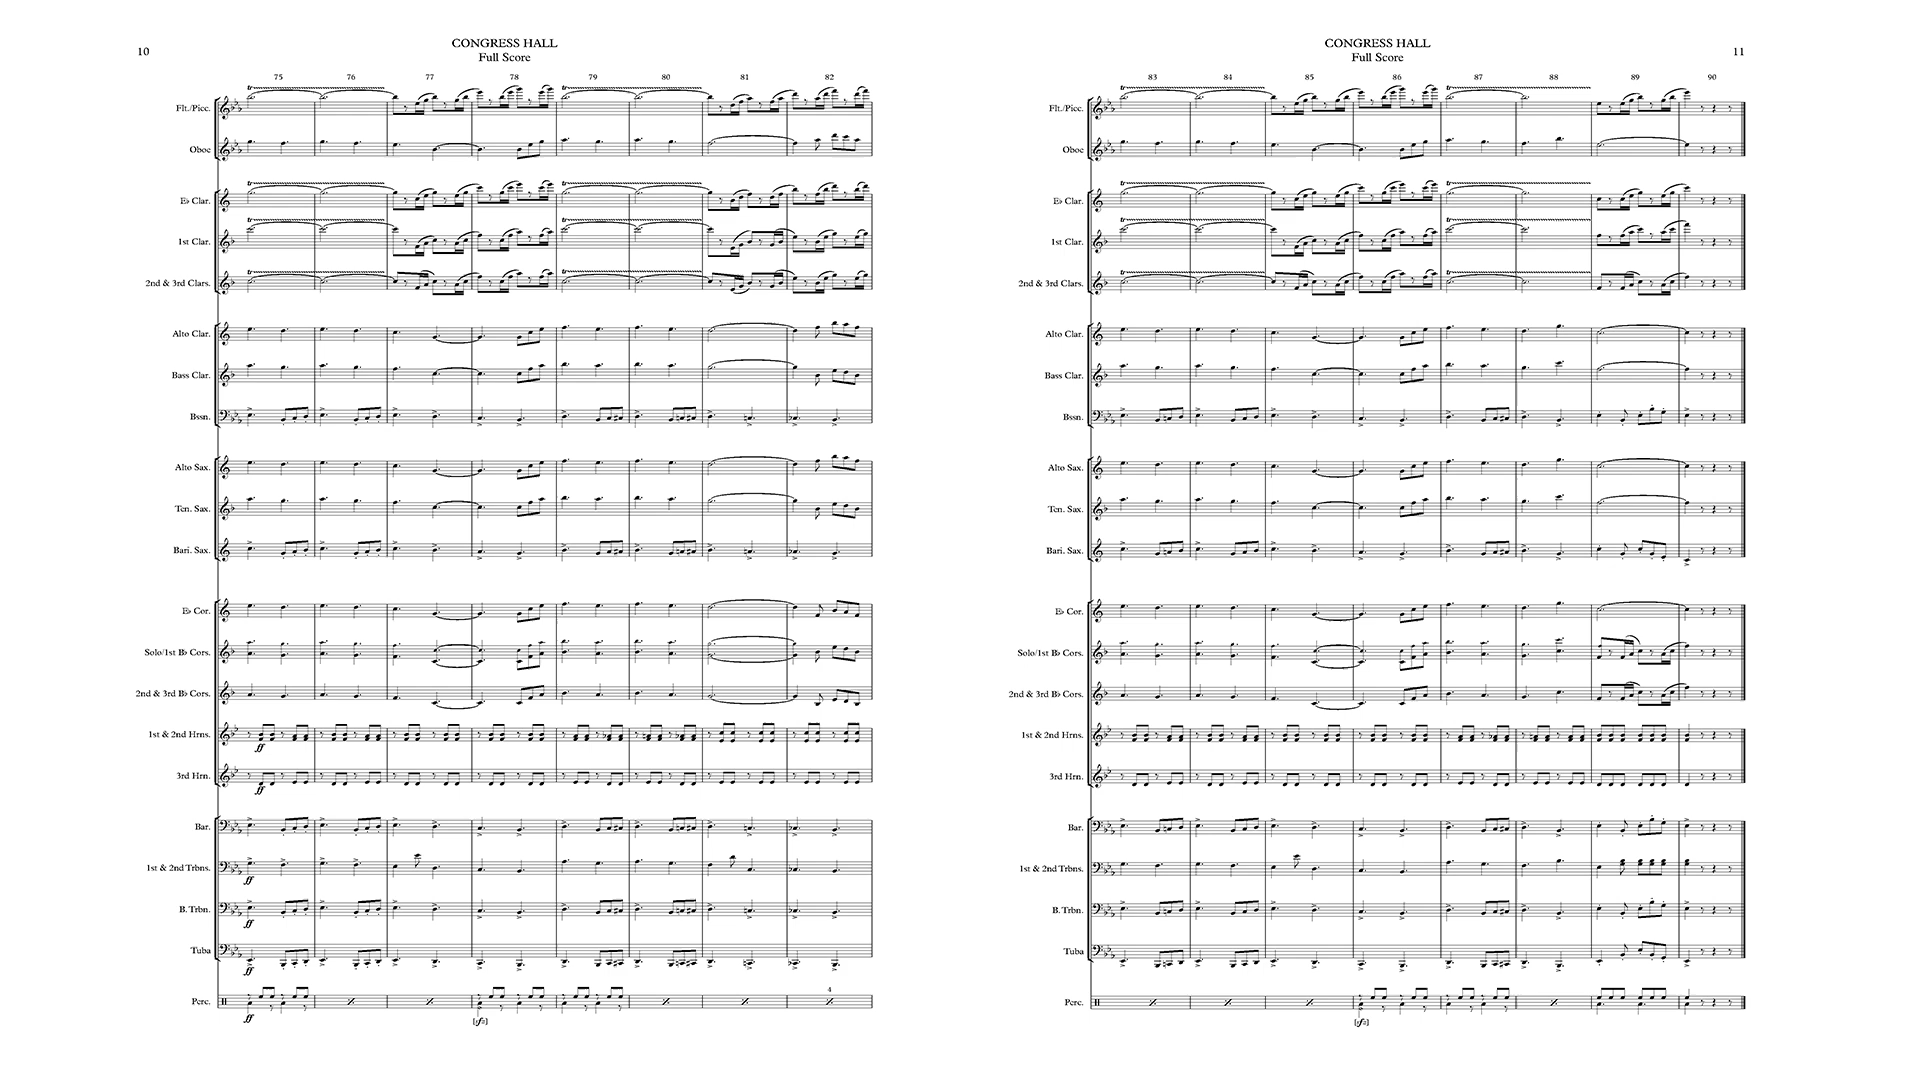 10
CONGRESS HALL
Full Score
75 76 77 78 79 80 81 82
Flt./Picc.
Oboe
E♭ Clar.
1st Clar.
2nd & 3rd Clars.
Alto Clar.
Bass Clar.
Bssn.
Alto Sax.
Ten. Sax.
Bari. Sax.
E♭ Cor.
Solo/1st B♭ Cors.
2nd & 3rd B♭ Cors.
1st & 2nd Hrns.
ff
3rd Hrn.
ff
Bar.
1st & 2nd Trbns.
ff
B. Trbn.
ff
Tuba
ff
4
Perc.
ff [sfz]
CONGRESS HALL
Full Score
11
83 84 85 86 87 88 89 90
Flt./Picc.
Oboe
E♭ Clar.
1st Clar.
2nd & 3rd Clars.
Alto Clar.
Bass Clar.
Bssn.
Alto Sax.
Ten. Sax.
Bari. Sax.
E♭ Cor.
Solo/1st B♭ Cors.
2nd & 3rd B♭ Cors.
1st & 2nd Hrns.
3rd Hrn.
Bar.
1st & 2nd Trbns.
B. Trbn.
Tuba
Perc.
[sfz]